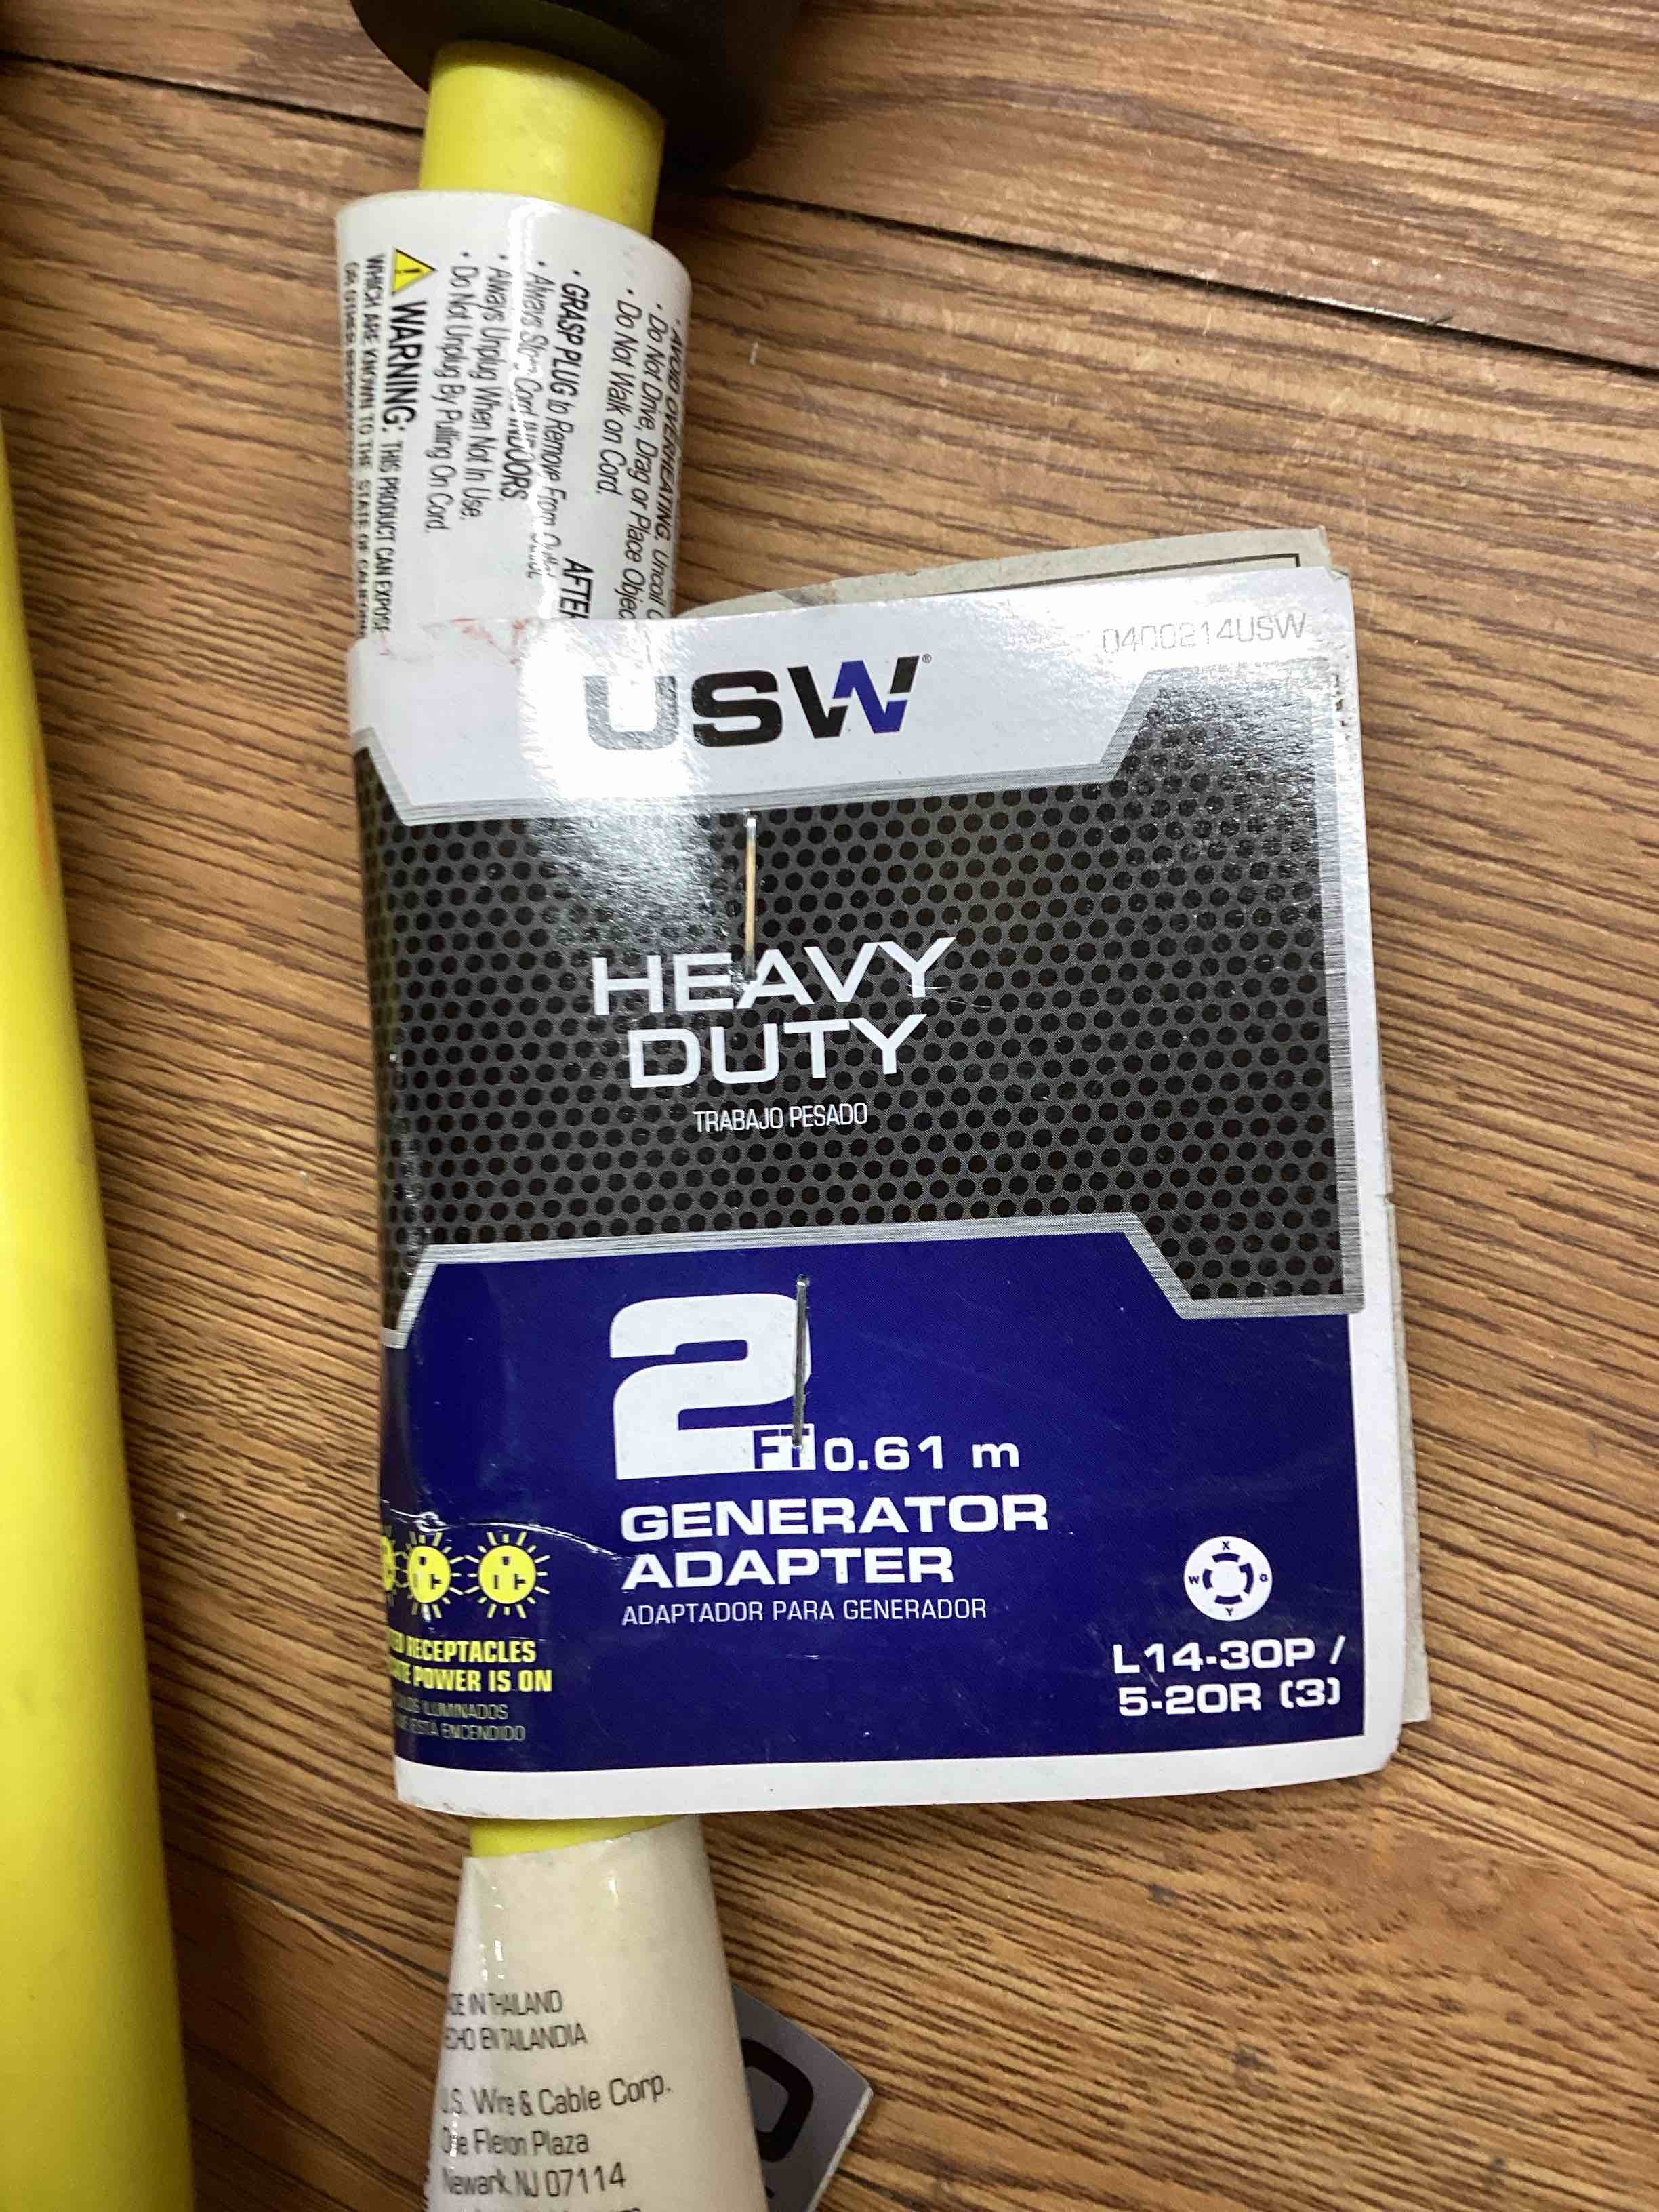 • AVOID OVERHEATING. Uncoil
• Do Not Drive, Drag or Place
• Do Not Walk on Cord.
AFTER
• GRASP PLUG to Remove From
• Always Cord INDOORS.
• Always Unplug When Not In Use.
• Do Not Unplug By Pulling On Cord.
⚠ WARNING: THIS PRODUCT CAN EXPOSE
WHICH ARE KNOWN TO THE STATE OF
0400214USW
USW®
HEAVY
DUTY
TRABAJO PESADO
2 FT 0.61 m
GENERATOR
ADAPTER
ADAPTADOR PARA GENERADOR
X
W G
Y
L14-30P /
5-20R (3)
RECEPTACLES
POWER IS ON
ILUMINADOS
ESTÁ ENCENDIDO
IN THAILAND
EN TAILANDIA
U.S. Wire & Cable Corp.
One Flexon Plaza
Newark, NJ 07114